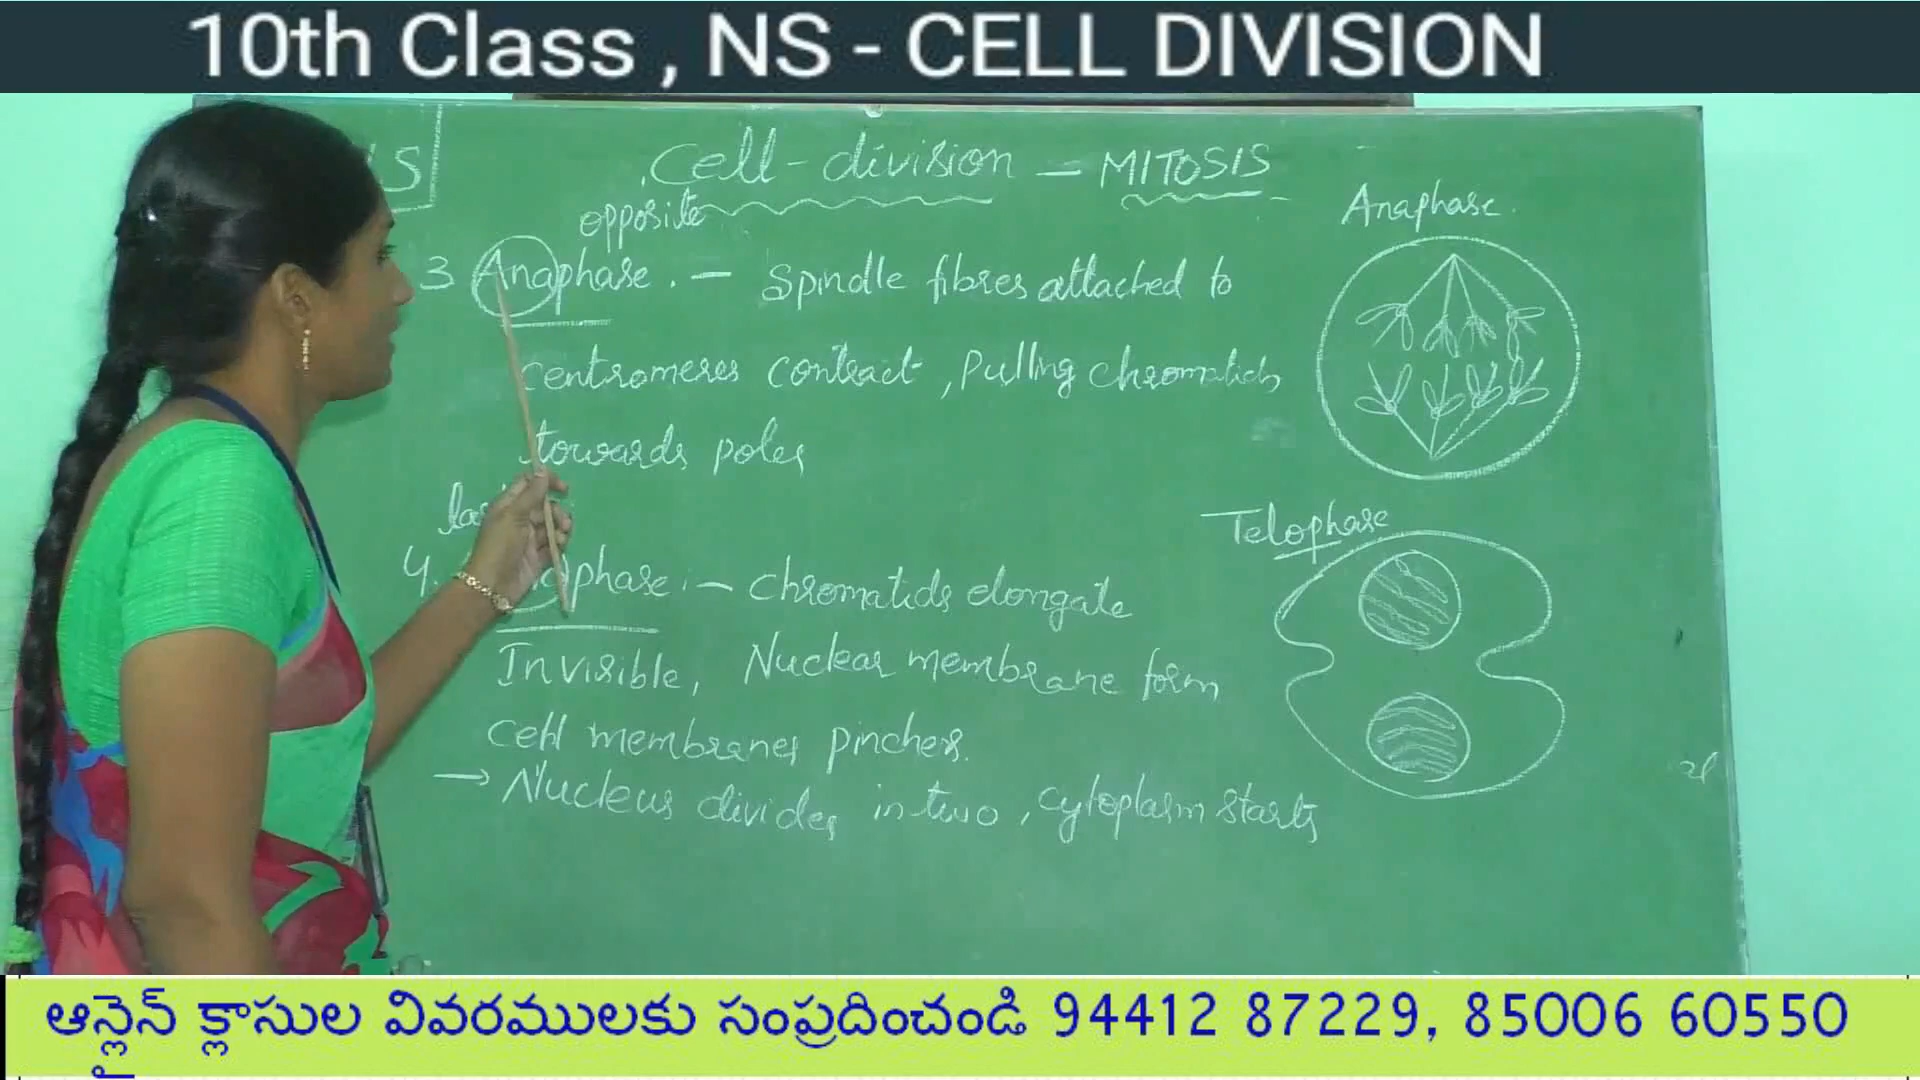 10th Class , NS - CELL DIVISION
S
Cell-division - MITOSIS
opposite
3 Anaphase. - Spindle fibres attached to
centromeres contract, pulling chromatids
towards poles
Anaphase.
4. phase :- chromatids elongate
Invisible, Nuclear membrane form
cell membranes pinches.
→ Nucleus divides in two, cytoplasm starts
Telophase
ఆన్లైన్ క్లాసుల వివరములకు సంప్రదించండి 94412 87229, 85006 60550